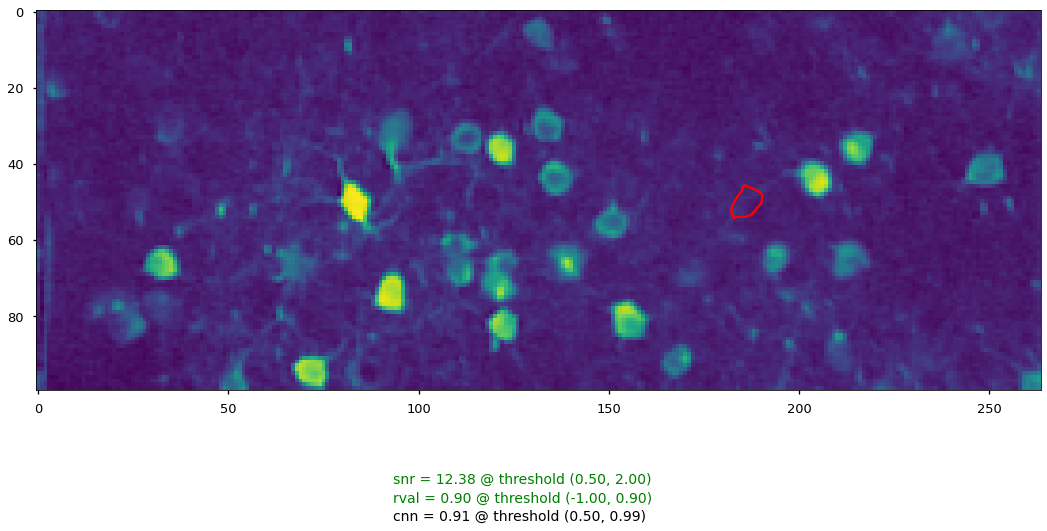 0
20
40
60
80
0 50 100 150 200 250
snr = 12.38 @ threshold (0.50, 2.00)
rval = 0.90 @ threshold (-1.00, 0.90)
cnn = 0.91 @ threshold (0.50, 0.99)